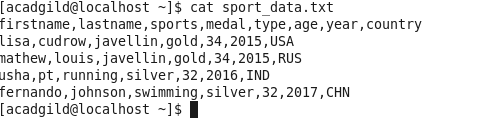 [acadgild@localhost ~]$ cat sport_data.txt
firstname,lastname,sports,medal,type,age,year,country
lisa,cudrow,javellin,gold,34,2015,USA
mathew,louis,javellin,gold,34,2015,RUS
usha,pt,running,silver,32,2016,IND
fernando,johnson,swimming,silver,32,2017,CHN
[acadgild@localhost ~]$